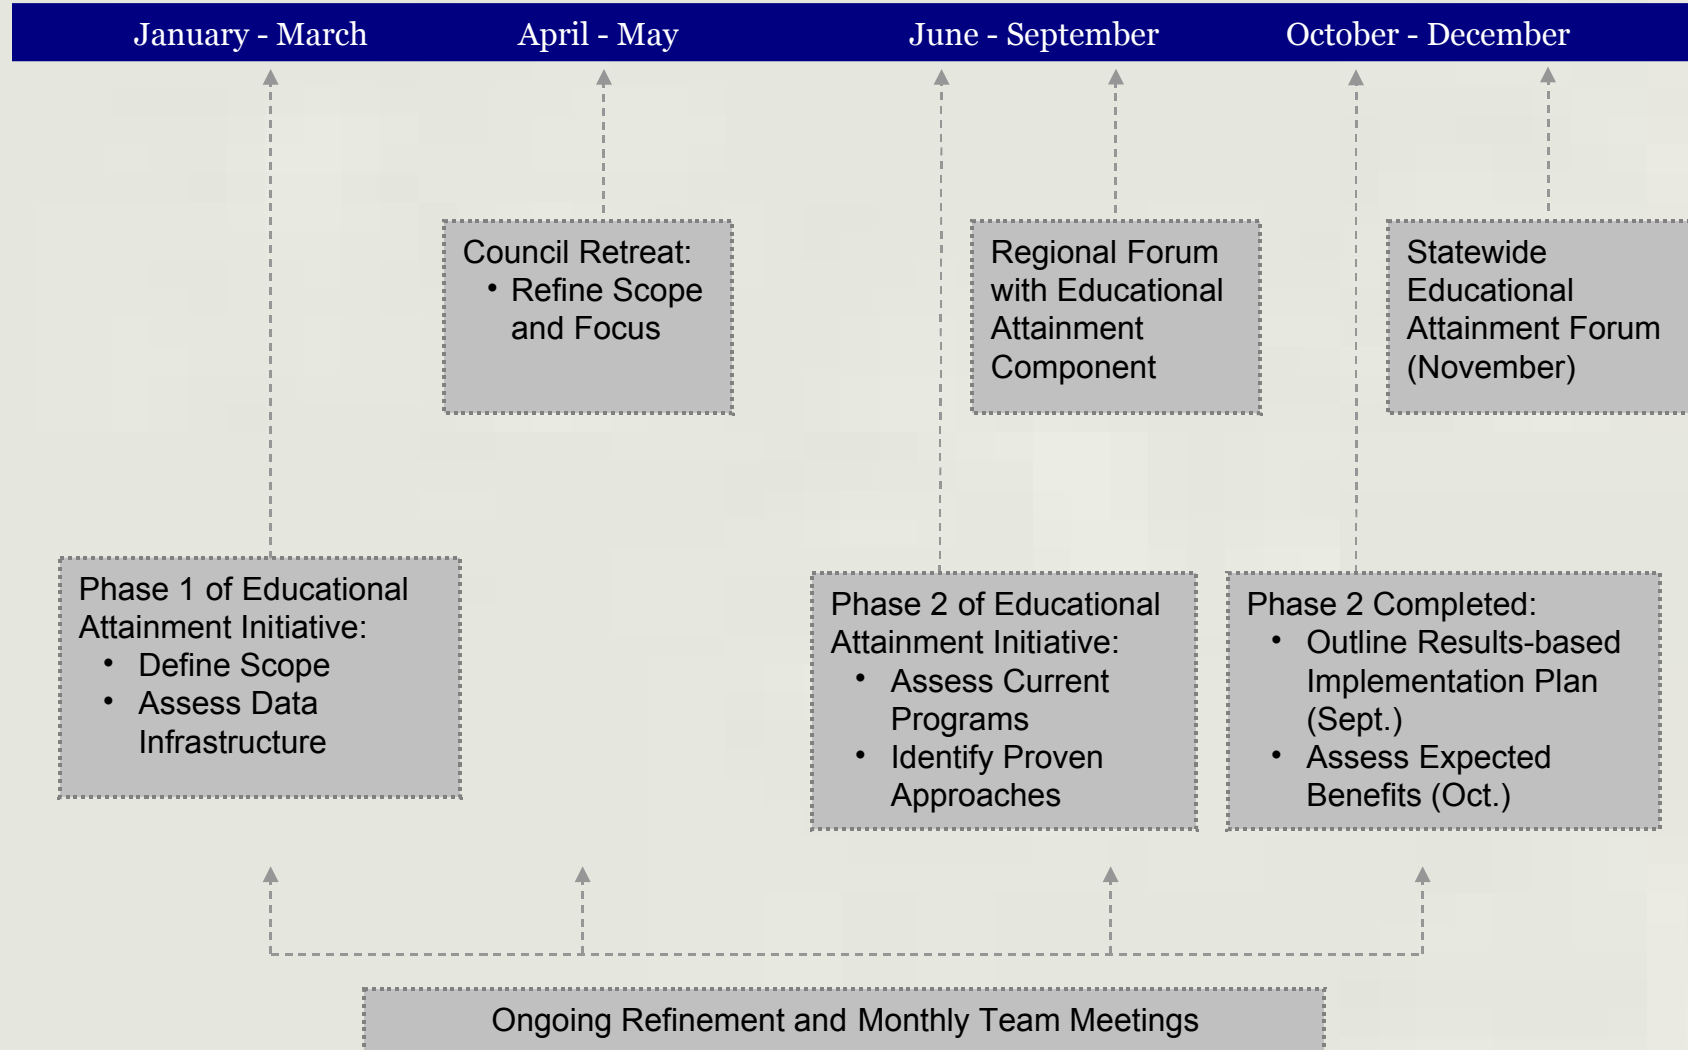 January - March
April - May
June - September
October - December
Council Retreat:
• Refine Scope
and Focus
Regional Forum
with Educational
Attainment
Component
Statewide
Educational
Attainment Forum
(November)
Phase 1 of Educational
Attainment Initiative:
• Define Scope
• Assess Data
Infrastructure
Phase 2 of Educational
Attainment Initiative:
• Assess Current
Programs
• Identify Proven
Approaches
Phase 2 Completed:
• Outline Results-based
Implementation Plan
(Sept.)
• Assess Expected
Benefits (Oct.)
Ongoing Refinement and Monthly Team Meetings